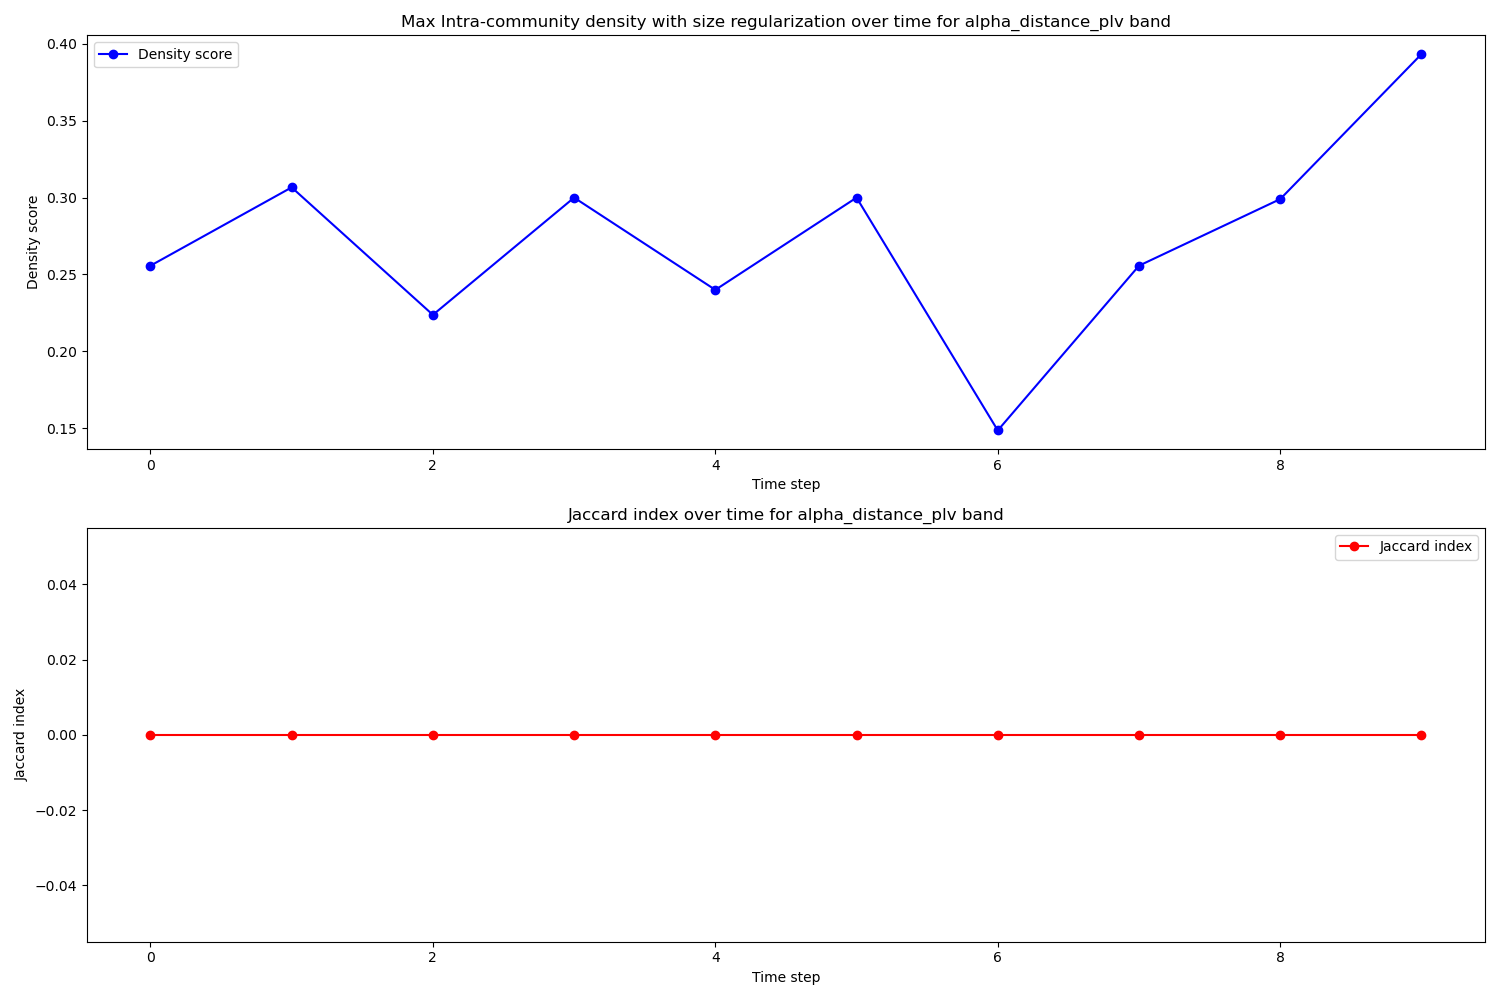 Max Intra-community density with size regularization over time for alpha_distance_plv band
Density score
0.40
0.35
0.30
0.25
0.20
0.15
Density score
0 2 4 6 8
Time step
Jaccard index over time for alpha_distance_plv band
Jaccard index
0.04
0.02
0.00
−0.02
−0.04
Jaccard index
0 2 4 6 8
Time step